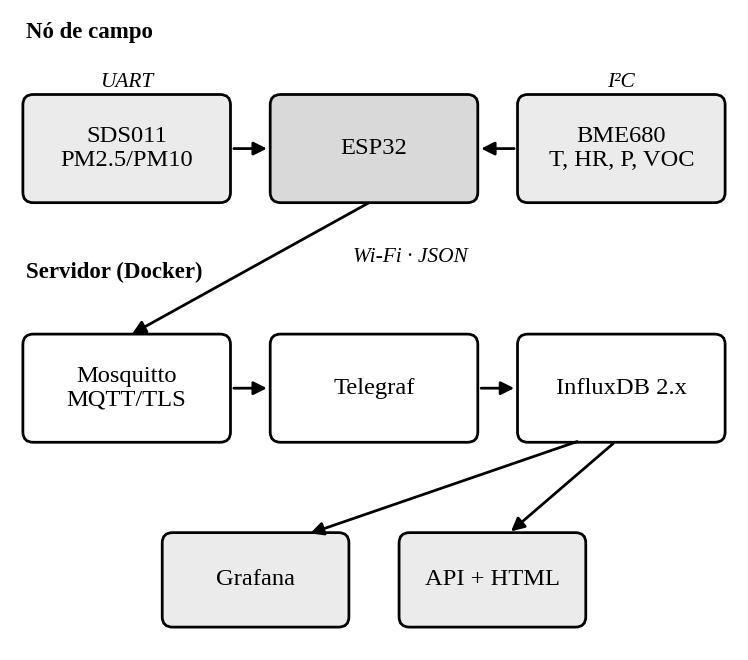 Nó de campo
UART
I²C
SDS011
PM2.5/PM10
ESP32
BME680
T, HR, P, VOC
Wi-Fi · JSON
Servidor (Docker)
Mosquitto
MQTT/TLS
Telegraf
InfluxDB 2.x
Grafana
API + HTML